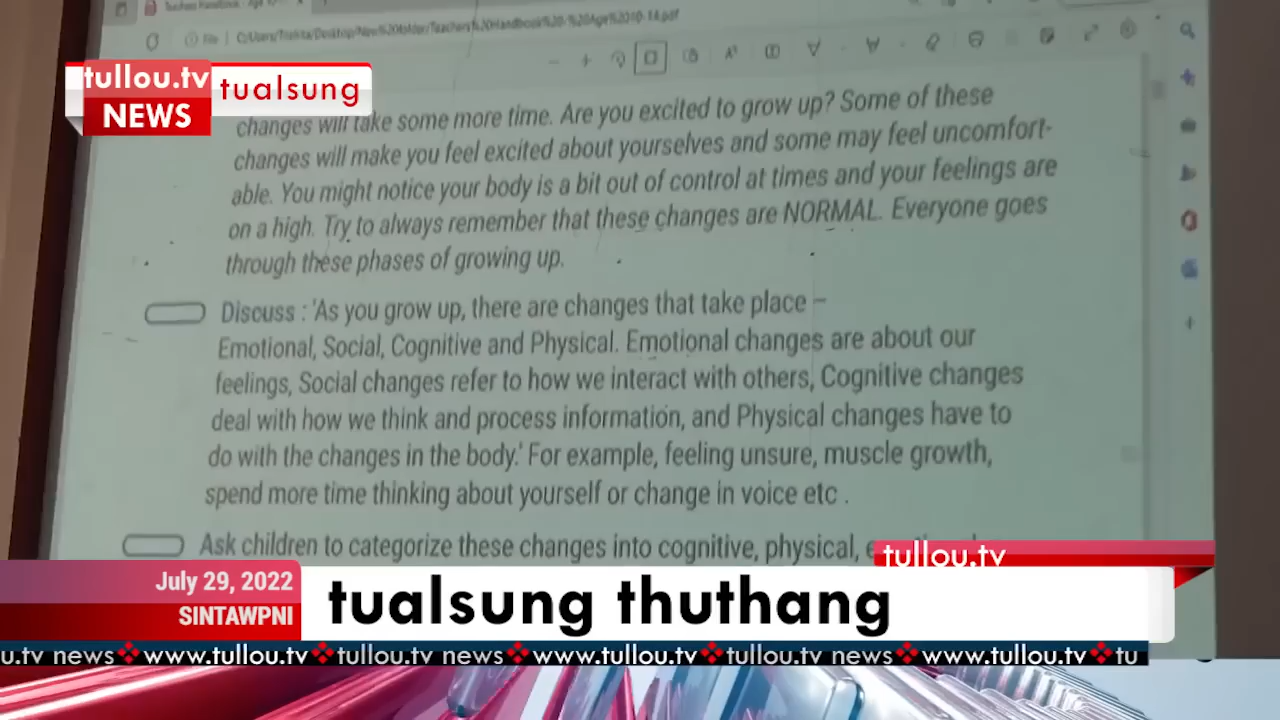 C:/Users/
tullou.tv
NEWS
tualsung
changes will take some more time. Are you excited to grow up? Some of these
changes will make you feel excited about yourselves and some may feel uncomfort-
able. You might notice your body is a bit out of control at times and your feelings are
on a high. Try to always remember that these changes are NORMAL. Everyone goes
through these phases of growing up.
Discuss : 'As you grow up, there are changes that take place –
Emotional, Social, Cognitive and Physical. Emotional changes are about our
feelings, Social changes refer to how we interact with others, Cognitive changes
deal with how we think and process information, and Physical changes have to
do with the changes in the body.' For example, feeling unsure, muscle growth,
spend more time thinking about yourself or change in voice etc .
Ask children to categorize these changes into cognitive, physical,
tullou.tv
July 29, 2022
SINTAWPNI
tualsung thuthang
u.tv news www.tullou.tv tullou.tv news www.tullou.tv tullou.tv news www.tullou.tv tu